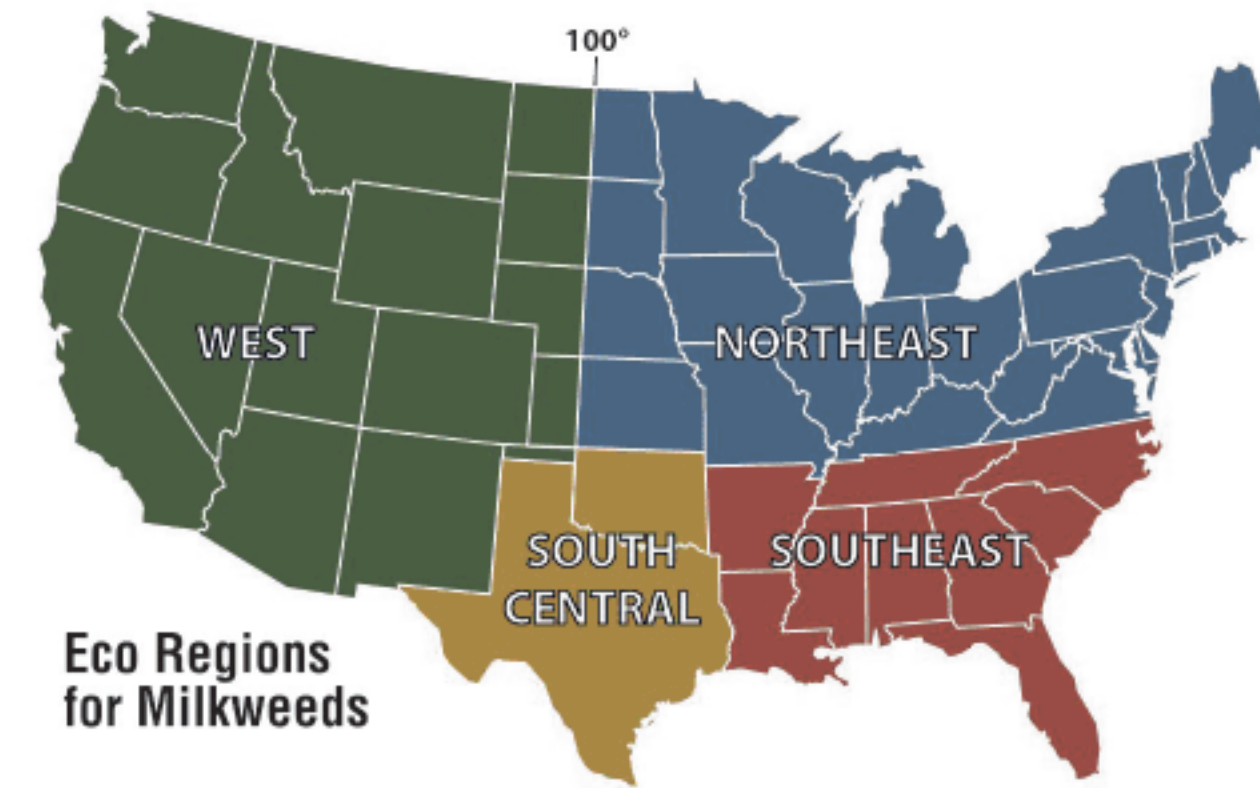 100°
WEST
NORTHEAST
SOUTH
CENTRAL
SOUTHEAST
Eco Regions
for Milkweeds